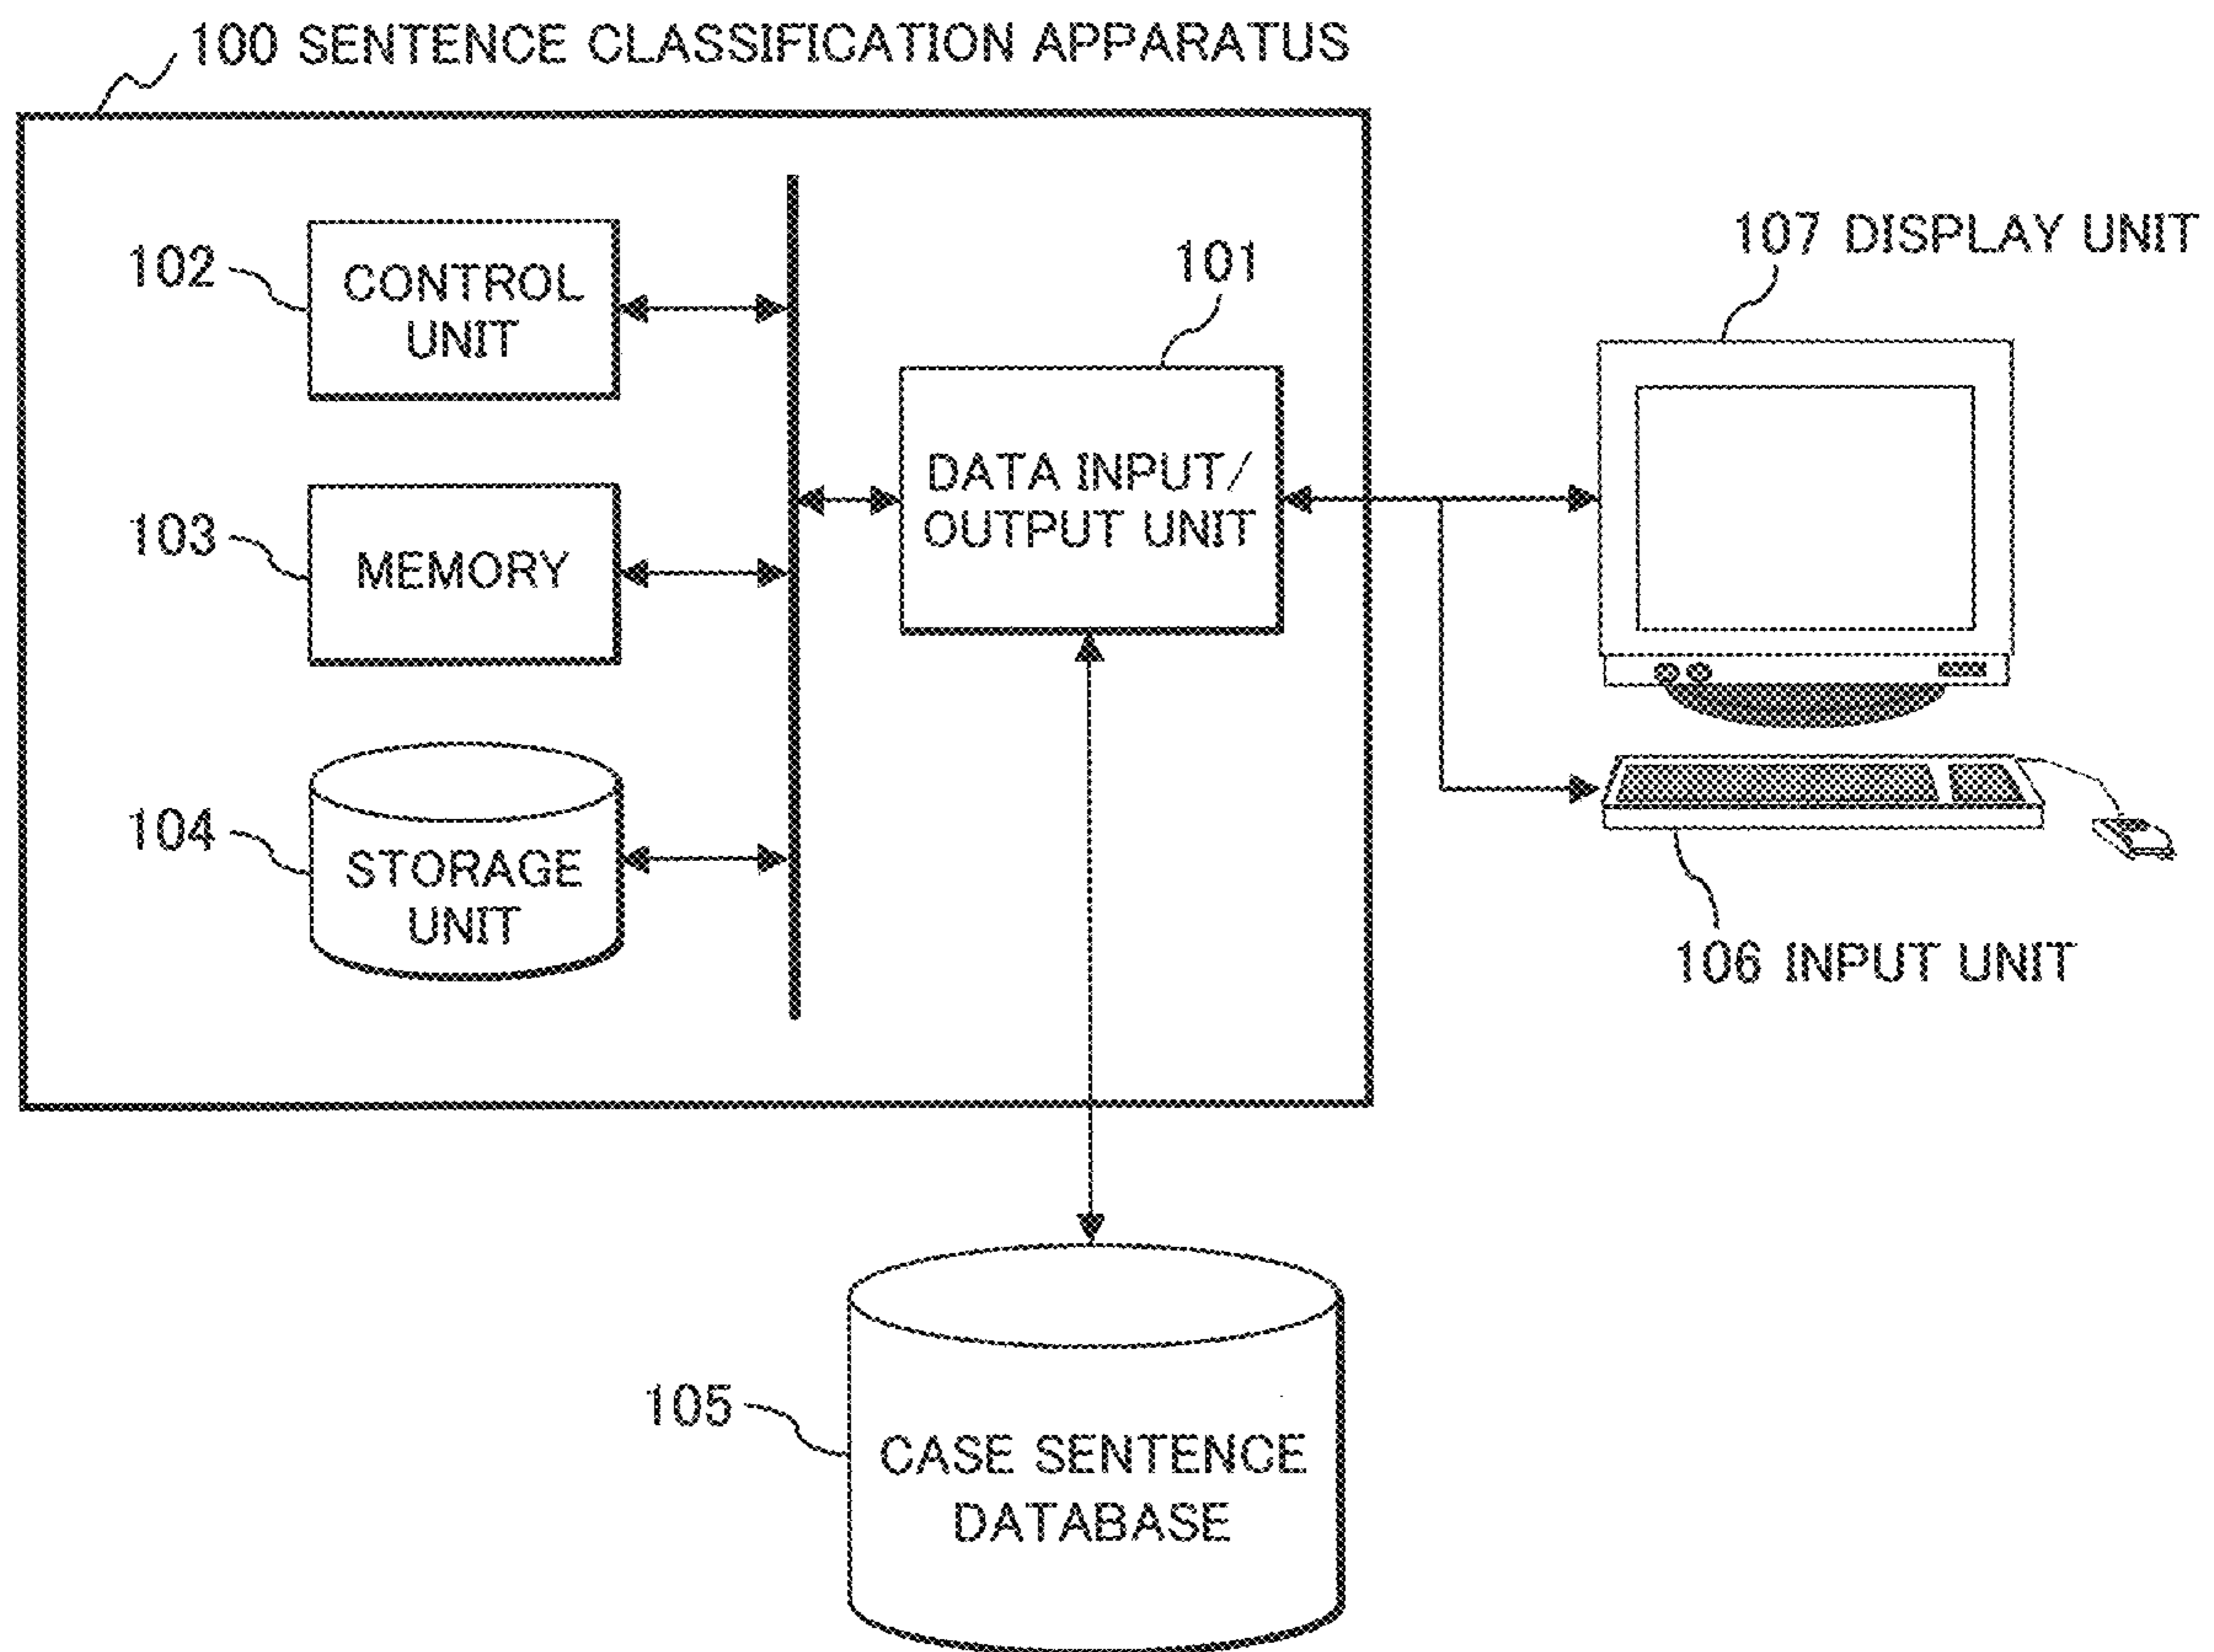 100 SENTENCE CLASSIFICATION APPARATUS
102
CONTROL
UNIT
103
MEMORY
104
STORAGE
UNIT
101
DATA INPUT/
OUTPUT UNIT
107 DISPLAY UNIT
106 INPUT UNIT
105
CASE SENTENCE
DATABASE